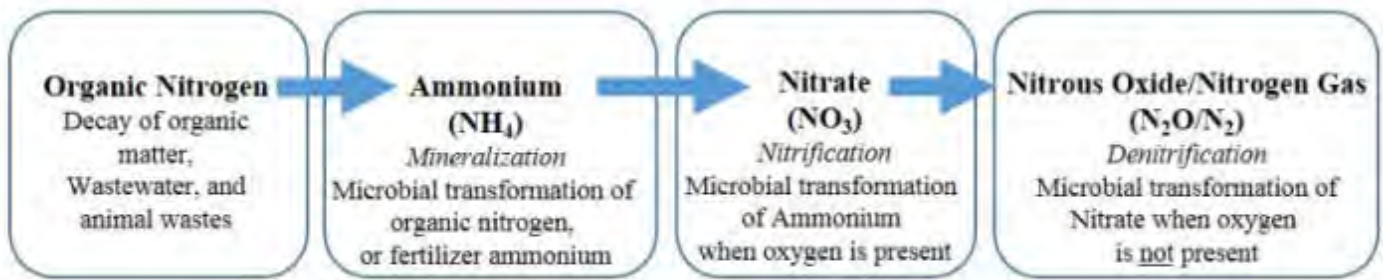 Organic Nitrogen
Decay of organic
matter,
Wastewater, and
animal wastes
Ammonium
(NH₄)
Mineralization
Microbial transformation of
organic nitrogen,
or fertilizer ammonium
Nitrate
(NO₃)
Nitrification
Microbial transformation
of Ammonium
when oxygen is present
Nitrous Oxide/Nitrogen Gas
(N₂O/N₂)
Denitrification
Microbial transformation of
Nitrate when oxygen
is not present